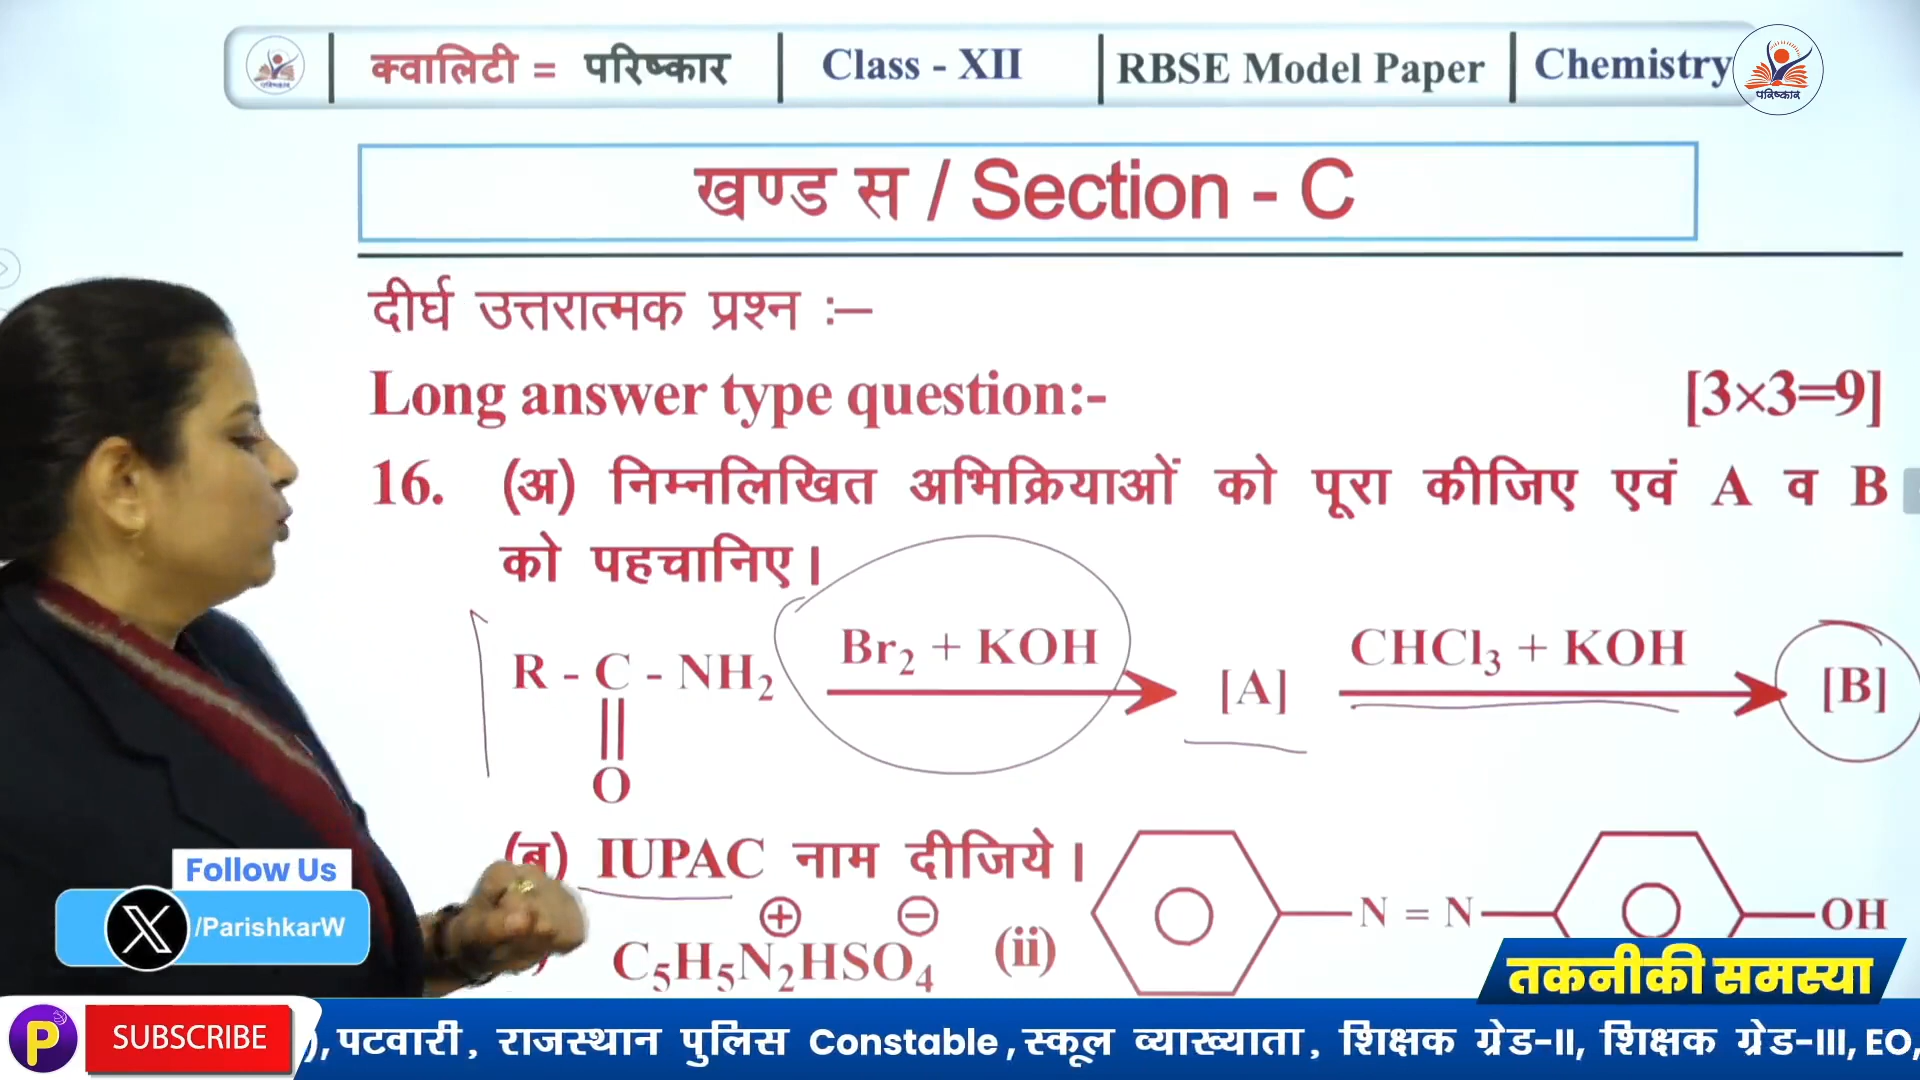 क्वालिटी = परिष्कार | Class - XII | RBSE Model Paper | Chemistry
परिष्कार
खण्ड स / Section - C
दीर्घ उत्तरात्मक प्रश्न :–
Long answer type question:- [3×3=9]
16. (अ) निम्नलिखित अभिक्रियाओं को पूरा कीजिए एवं A व B
को पहचानिए।
R - C - NH₂ Br₂ + KOH [A] CHCl₃ + KOH [B]
O
(ब) IUPAC नाम दीजिये।
C₅H₅N₂HSO₄ ⊕ ⊖ (ii) N = N OH
Follow Us
X /ParishkarW
तकनीकी समस्या
P SUBSCRIBE ), पटवारी, राजस्थान पुलिस Constable, स्कूल व्याख्याता, शिक्षक ग्रेड-II, शिक्षक ग्रेड-III, EO,